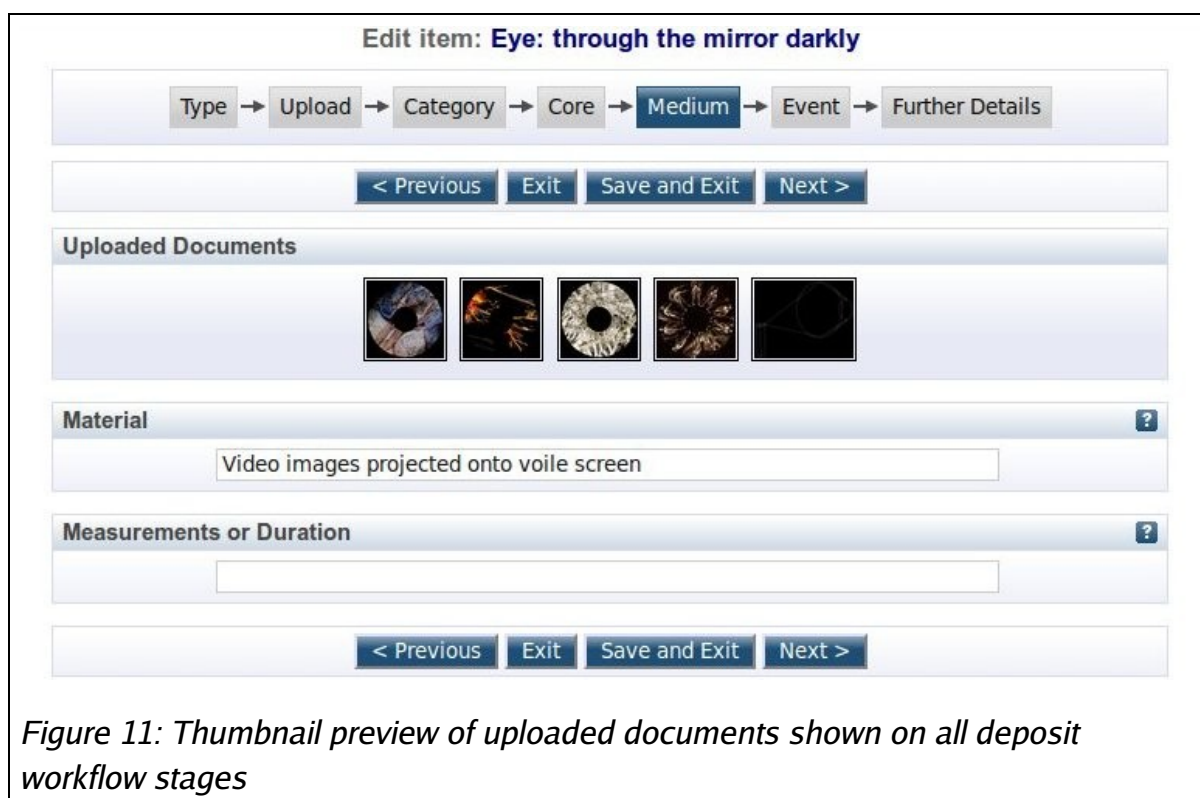 Edit item: Eye: through the mirror darkly
Type → Upload → Category → Core → Medium → Event → Further Details
< Previous Exit Save and Exit Next >
Uploaded Documents
Material ?
Video images projected onto voile screen
Measurements or Duration ?
< Previous Exit Save and Exit Next >
Figure 11: Thumbnail preview of uploaded documents shown on all deposit
workflow stages